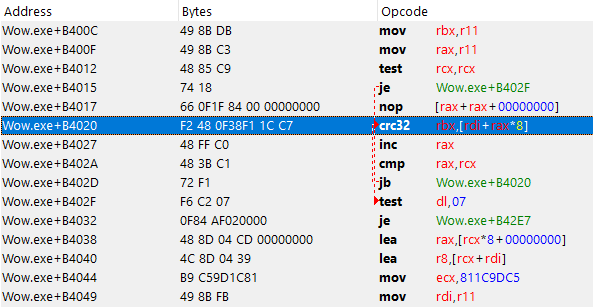 Address Bytes Opcode
Wow.exe+B400C 49 8B DB mov rbx,r11
Wow.exe+B400F 49 8B C3 mov rax,r11
Wow.exe+B4012 48 85 C9 test rcx,rcx
Wow.exe+B4015 74 18 je Wow.exe+B402F
Wow.exe+B4017 66 0F1F 84 00 00000000 nop [rax+rax+00000000]
Wow.exe+B4020 F2 48 0F38F1 1C C7 crc32 rbx,[rdi+rax*8]
Wow.exe+B4027 48 FF C0 inc rax
Wow.exe+B402A 48 3B C1 cmp rax,rcx
Wow.exe+B402D 72 F1 jb Wow.exe+B4020
Wow.exe+B402F F6 C2 07 test dl,07
Wow.exe+B4032 0F84 AF020000 je Wow.exe+B42E7
Wow.exe+B4038 48 8D 04 CD 00000000 lea rax,[rcx*8+00000000]
Wow.exe+B4040 4C 8D 04 39 lea r8,[rcx+rdi]
Wow.exe+B4044 B9 C59D1C81 mov ecx,811C9DC5
Wow.exe+B4049 49 8B FB mov rdi,r11